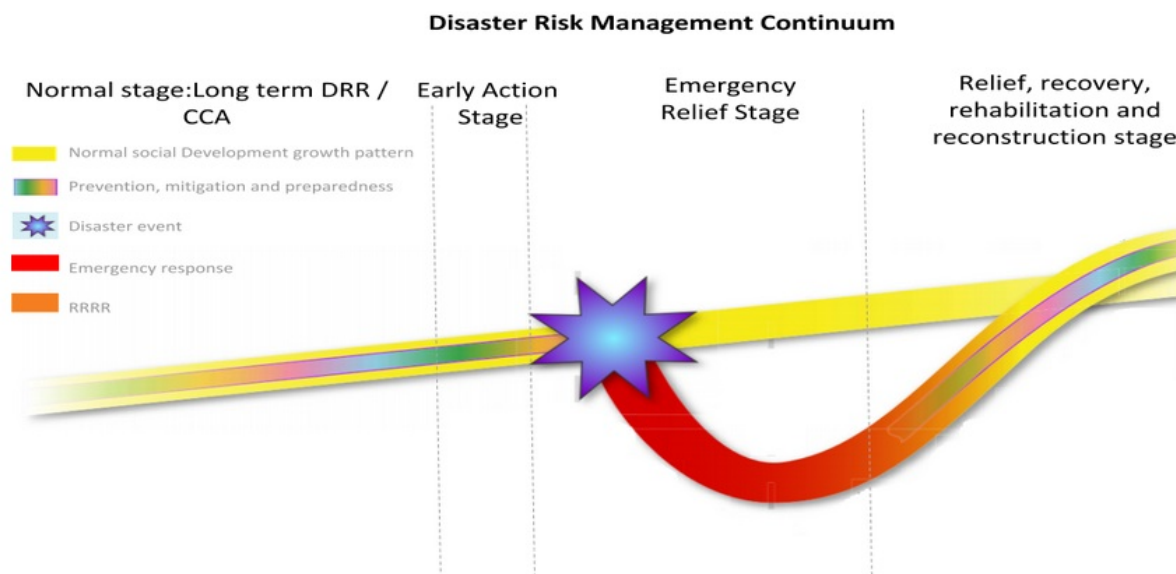 Disaster Risk Management Continuum
Normal stage:Long term DRR /
CCA
Early Action
Stage
Emergency
Relief Stage
Relief, recovery,
rehabilitation and
reconstruction stage
Normal social Development growth pattern
Prevention, mitigation and preparedness
Disaster event
Emergency response
RRRR